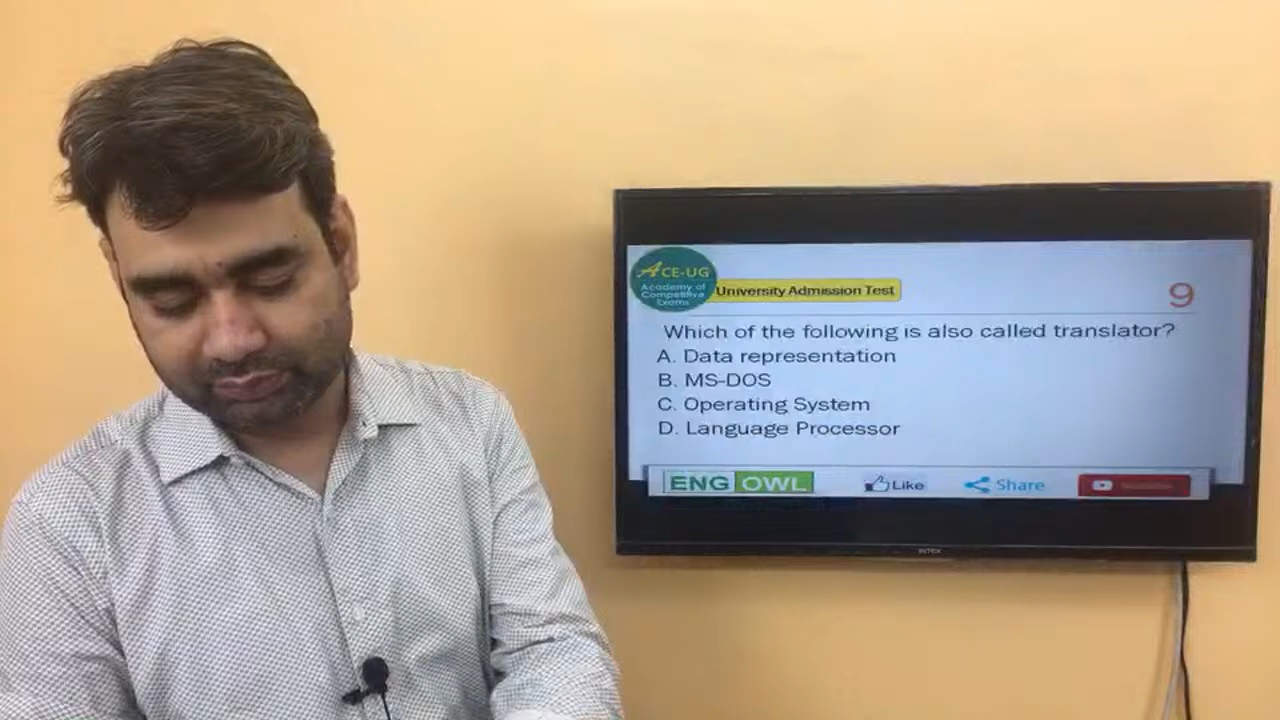 ACE-UG
Academy of
Competitive
Exams
University Admission Test
9
Which of the following is also called translator?
A. Data representation
B. MS-DOS
C. Operating System
D. Language Processor
ENG OWL
Like
Share
INTEX